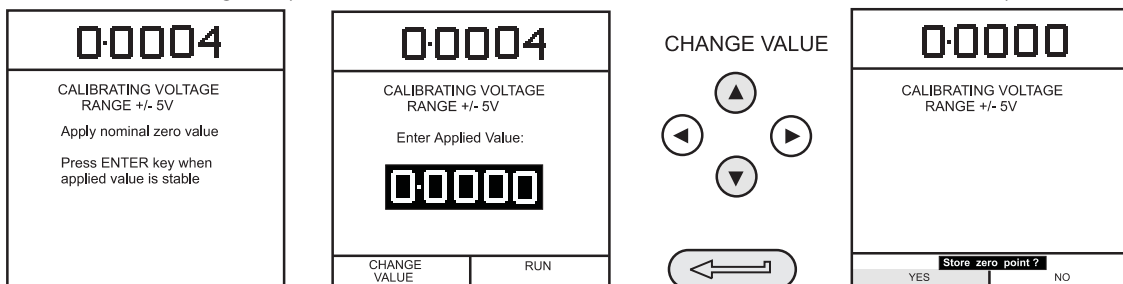 0.0004
CALIBRATING VOLTAGE
RANGE +/- 5V
Apply nominal zero value
Press ENTER key when
applied value is stable
0.0004
CALIBRATING VOLTAGE
RANGE +/- 5V
Enter Applied Value:
0.0000
CHANGE
VALUE
RUN
CHANGE VALUE
0.0000
CALIBRATING VOLTAGE
RANGE +/- 5V
Store zero point ?
YES
NO